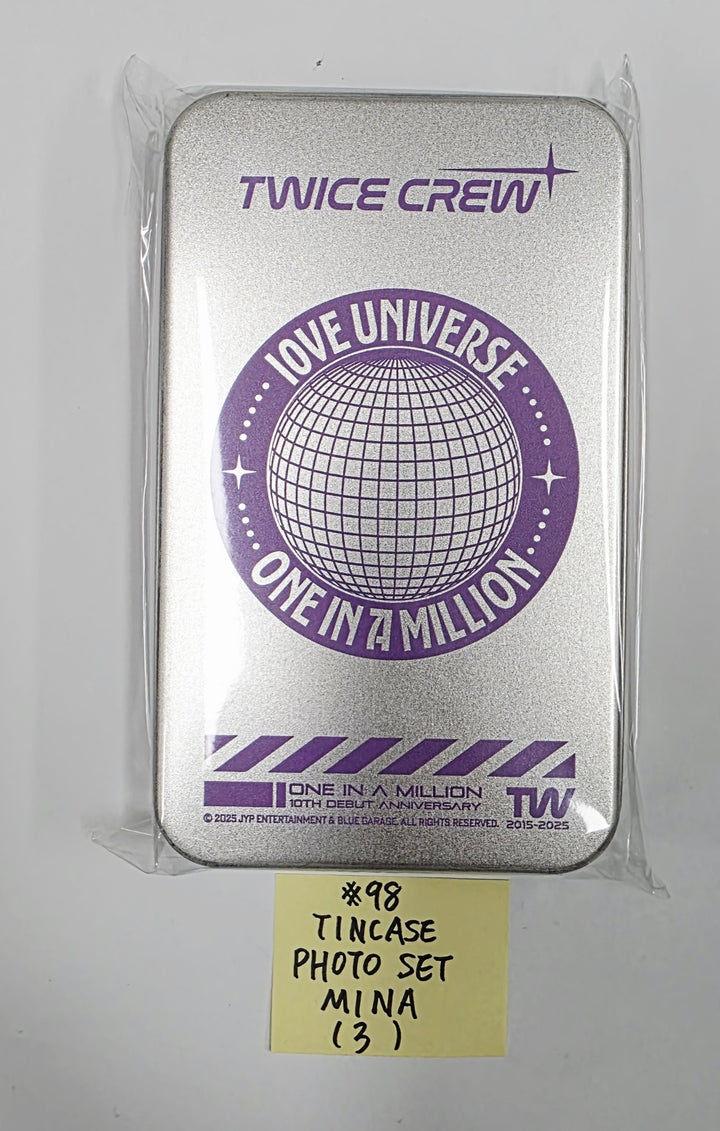 TWICE CREW
10VE UNIVERSE
ONE IN A MILLION
ONE IN A MILLION
10TH DEBUT ANNIVERSARY
TW
© 2025 JYP ENTERTAINMENT & BLUE GARAGE. ALL RIGHTS RESERVED.
2015-2025
#98
TINCASE
PHOTO SET
MINA
(3)